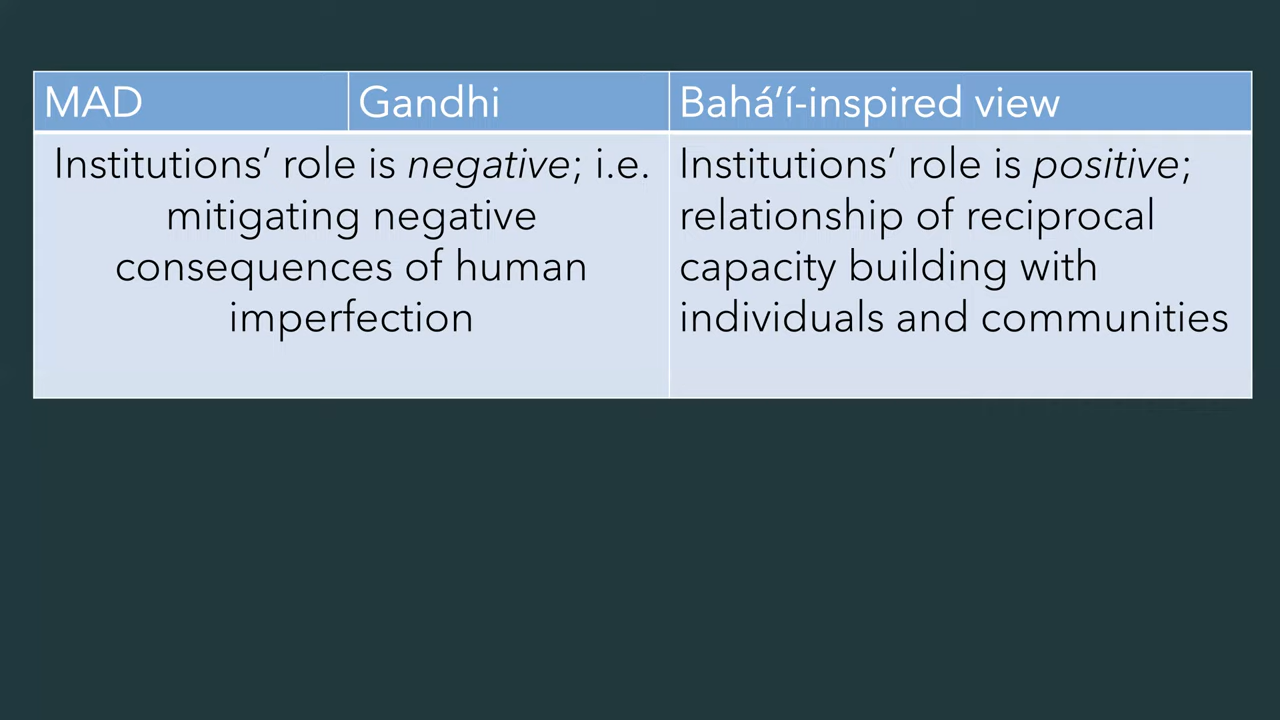 MAD
Gandhi
Bahá’í-inspired view
Institutions’ role is negative; i.e.
mitigating negative
consequences of human
imperfection
Institutions’ role is positive;
relationship of reciprocal
capacity building with
individuals and communities